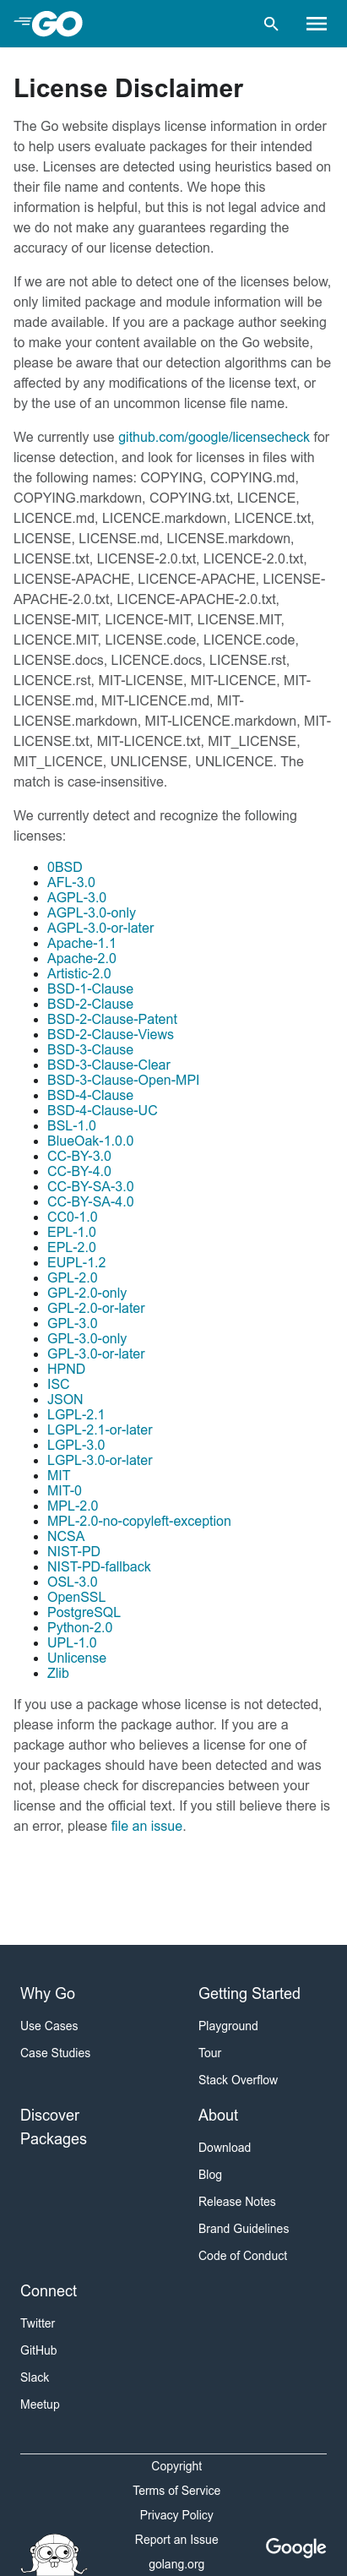 GO
License Disclaimer
The Go website displays license information in order
to help users evaluate packages for their intended
use. Licenses are detected using heuristics based on
their file name and contents. We hope this
information is helpful, but this is not legal advice and
we do not make any guarantees regarding the
accuracy of our license detection.
If we are not able to detect one of the licenses below,
only limited package and module information will be
made available. If you are a package author seeking
to make your content available on the Go website,
please be aware that our detection algorithms can be
affected by any modifications of the license text, or
by the use of an uncommon license file name.
We currently use github.com/google/licensecheck for
license detection, and look for licenses in files with
the following names: COPYING, COPYING.md,
COPYING.markdown, COPYING.txt, LICENCE,
LICENCE.md, LICENCE.markdown, LICENCE.txt,
LICENSE, LICENSE.md, LICENSE.markdown,
LICENSE.txt, LICENSE-2.0.txt, LICENCE-2.0.txt,
LICENSE-APACHE, LICENCE-APACHE, LICENSE-
APACHE-2.0.txt, LICENCE-APACHE-2.0.txt,
LICENSE-MIT, LICENCE-MIT, LICENSE.MIT,
LICENCE.MIT, LICENSE.code, LICENCE.code,
LICENSE.docs, LICENCE.docs, LICENSE.rst,
LICENCE.rst, MIT-LICENSE, MIT-LICENCE, MIT-
LICENSE.md, MIT-LICENCE.md, MIT-
LICENSE.markdown, MIT-LICENCE.markdown, MIT-
LICENSE.txt, MIT-LICENCE.txt, MIT_LICENSE,
MIT_LICENCE, UNLICENSE, UNLICENCE. The
match is case-insensitive.
We currently detect and recognize the following
licenses:
0BSD
AFL-3.0
AGPL-3.0
AGPL-3.0-only
AGPL-3.0-or-later
Apache-1.1
Apache-2.0
Artistic-2.0
BSD-1-Clause
BSD-2-Clause
BSD-2-Clause-Patent
BSD-2-Clause-Views
BSD-3-Clause
BSD-3-Clause-Clear
BSD-3-Clause-Open-MPI
BSD-4-Clause
BSD-4-Clause-UC
BSL-1.0
BlueOak-1.0.0
CC-BY-3.0
CC-BY-4.0
CC-BY-SA-3.0
CC-BY-SA-4.0
CC0-1.0
EPL-1.0
EPL-2.0
EUPL-1.2
GPL-2.0
GPL-2.0-only
GPL-2.0-or-later
GPL-3.0
GPL-3.0-only
GPL-3.0-or-later
HPND
ISC
JSON
LGPL-2.1
LGPL-2.1-or-later
LGPL-3.0
LGPL-3.0-or-later
MIT
MIT-0
MPL-2.0
MPL-2.0-no-copyleft-exception
NCSA
NIST-PD
NIST-PD-fallback
OSL-3.0
OpenSSL
PostgreSQL
Python-2.0
UPL-1.0
Unlicense
Zlib
If you use a package whose license is not detected,
please inform the package author. If you are a
package author who believes a license for one of
your packages should have been detected and was
not, please check for discrepancies between your
license and the official text. If you still believe there is
an error, please file an issue.
Why Go
Use Cases
Case Studies
Getting Started
Playground
Tour
Stack Overflow
Discover
Packages
About
Download
Blog
Release Notes
Brand Guidelines
Code of Conduct
Connect
Twitter
GitHub
Slack
Meetup
Copyright
Terms of Service
Privacy Policy
Report an Issue
Google
golang.org